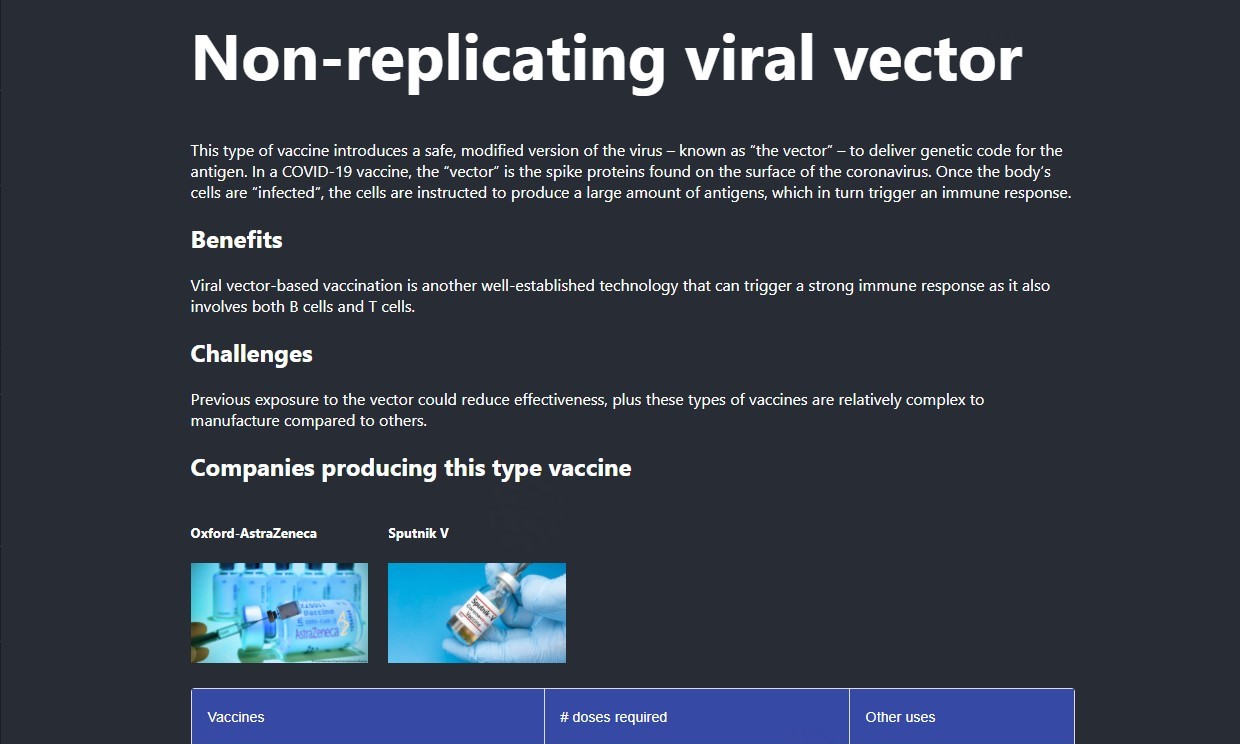 Non-replicating viral vector
This type of vaccine introduces a safe, modified version of the virus – known as “the vector” – to deliver genetic code for the
antigen. In a COVID-19 vaccine, the “vector” is the spike proteins found on the surface of the coronavirus. Once the body’s
cells are “infected”, the cells are instructed to produce a large amount of antigens, which in turn trigger an immune response.
Benefits
Viral vector-based vaccination is another well-established technology that can trigger a strong immune response as it also
involves both B cells and T cells.
Challenges
Previous exposure to the vector could reduce effectiveness, plus these types of vaccines are relatively complex to
manufacture compared to others.
Companies producing this type vaccine
Oxford-AstraZeneca Sputnik V
Vaccine
AstraZeneca
Sputnik V
Vaccine
Vaccines # doses required Other uses